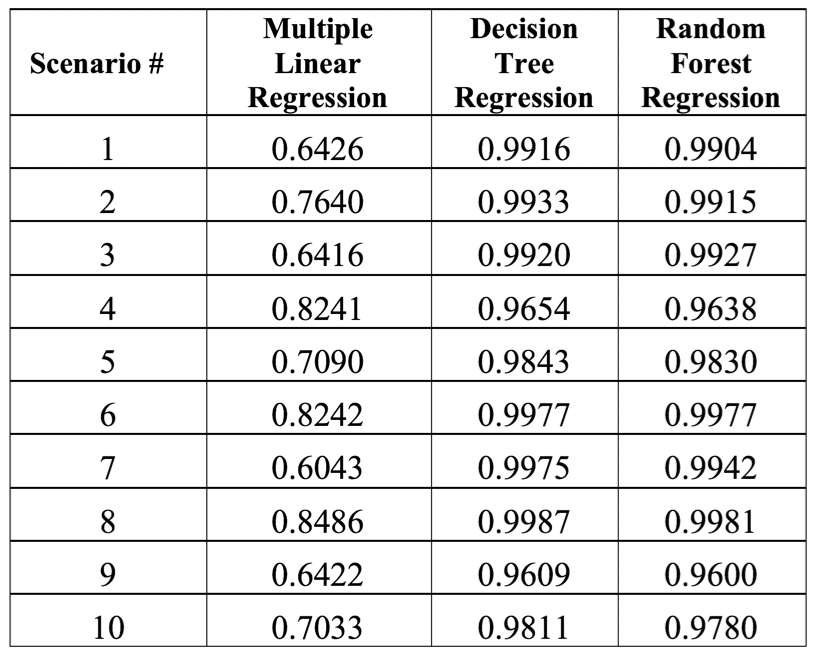 Scenario # Multiple Linear Regression Decision Tree Regression Random Forest Regression
1 0.6426 0.9916 0.9904
2 0.7640 0.9933 0.9915
3 0.6416 0.9920 0.9927
4 0.8241 0.9654 0.9638
5 0.7090 0.9843 0.9830
6 0.8242 0.9977 0.9977
7 0.6043 0.9975 0.9942
8 0.8486 0.9987 0.9981
9 0.6422 0.9609 0.9600
10 0.7033 0.9811 0.9780